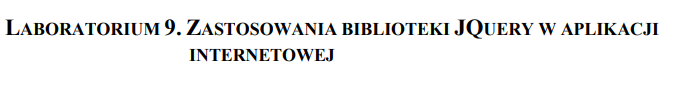 LABORATORIUM 9. ZASTOSOWANIA BIBLIOTEKI JQUERY W APLIKACJI
INTERNETOWEJ